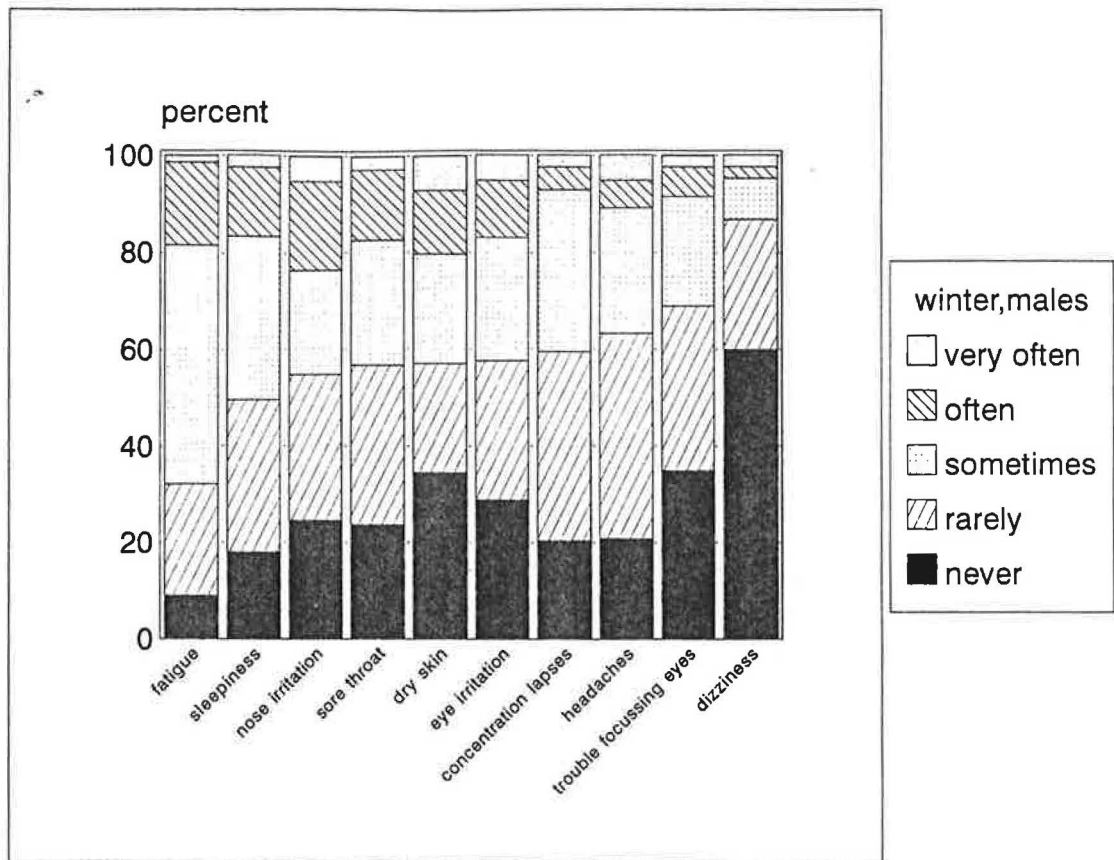 percent
100
80
60
40
20
0
fatigue
sleepiness
nose irritation
sore throat
dry skin
eye irritation
concentration lapses
headaches
trouble focussing eyes
dizziness
winter,males
very often
often
sometimes
rarely
never